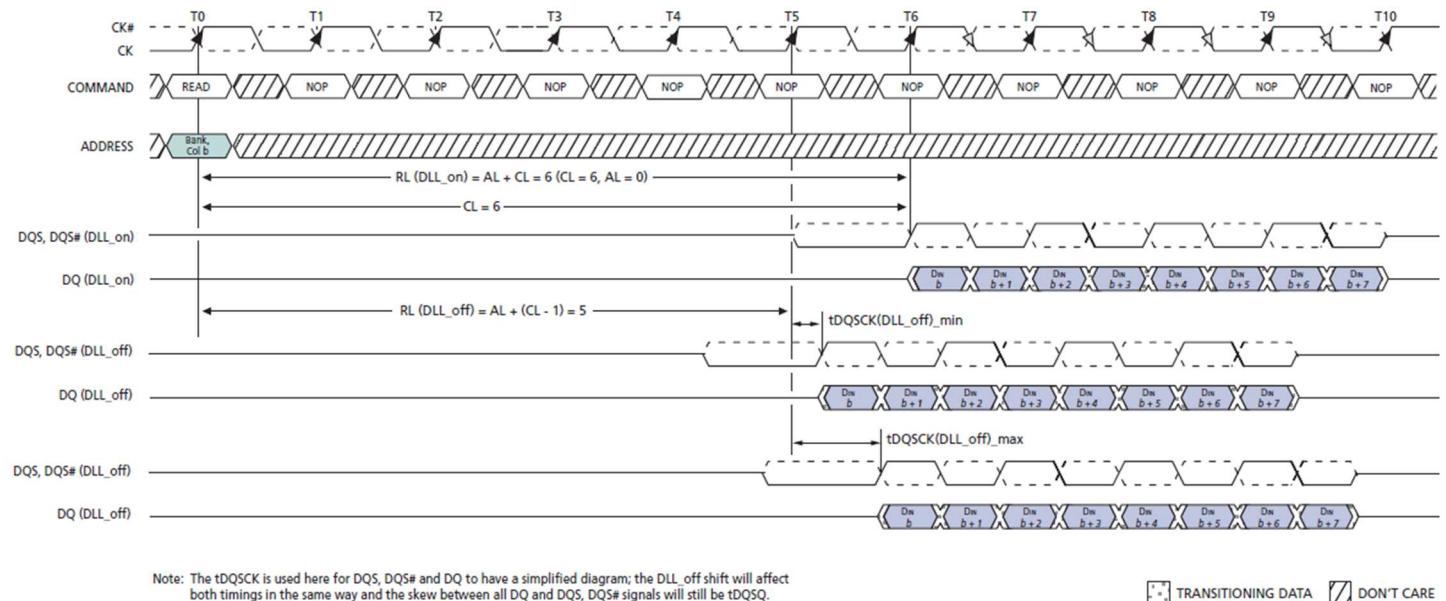 T0 T1 T2 T3 T4 T5 T6 T7 T8 T9 T10
CK#
CK
COMMAND READ NOP NOP NOP NOP NOP NOP NOP NOP NOP NOP
ADDRESS Bank,
Col b
RL (DLL_on) = AL + CL = 6 (CL = 6, AL = 0)
CL = 6
DQS, DQS# (DLL_on)
DQ (DLL_on) DIN b DIN b + 1 DIN b + 2 DIN b + 3 DIN b + 4 DIN b + 5 DIN b + 6 DIN b + 7
RL (DLL_off) = AL + (CL - 1) = 5
tDQSCK(DLL_off)_min
DQS, DQS# (DLL_off)
DQ (DLL_off) DIN b DIN b + 1 DIN b + 2 DIN b + 3 DIN b + 4 DIN b + 5 DIN b + 6 DIN b + 7
tDQSCK(DLL_off)_max
DQS, DQS# (DLL_off)
DQ (DLL_off) DIN b DIN b + 1 DIN b + 2 DIN b + 3 DIN b + 4 DIN b + 5 DIN b + 6 DIN b + 7
Note: The tDQSCK is used here for DQS, DQS# and DQ to have a simplified diagram; the DLL_off shift will affect
both timings in the same way and the skew between all DQ and DQS, DQS# signals will still be tDQSQ.
TRANSITIONING DATA DON'T CARE